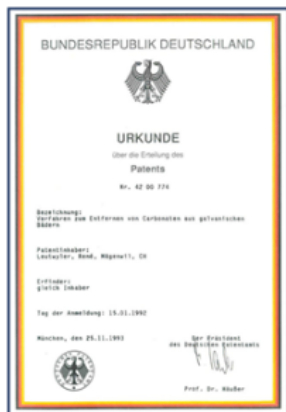 BUNDESREPUBLIK DEUTSCHLAND
URKUNDE
über die Erteilung des
Patents
Nr. 42 00 774
Bezeichnung:
Verfahren zum Entfernen von Carbonaten aus galvanischen
Bädern
Patentinhaber:
René, Mägenwil, CH
Erfinder:
gleich Inhaber
Tag der Anmeldung: 15.01.1992
München, den 25.11.1993
Der Präsident
des Deutschen Patentamts
Prof. Dr. Häußer